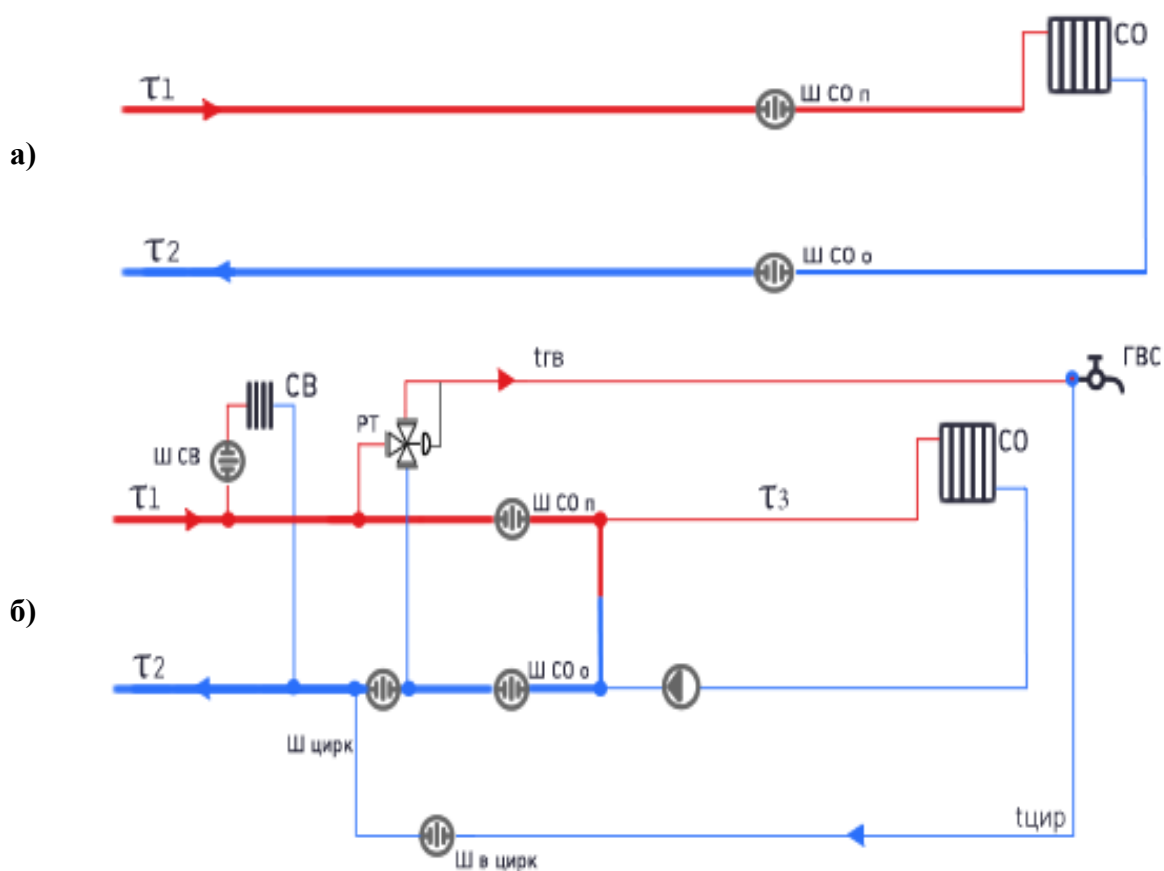 а)
СО
τ1
Ш СО п
τ2
Ш СО о
б)
tгв
ГВС
СВ
РТ
СО
Ш СВ
τ1
Ш СО п
τ3
τ2
Ш СО о
Ш цирк
tцир
Ш в цирк